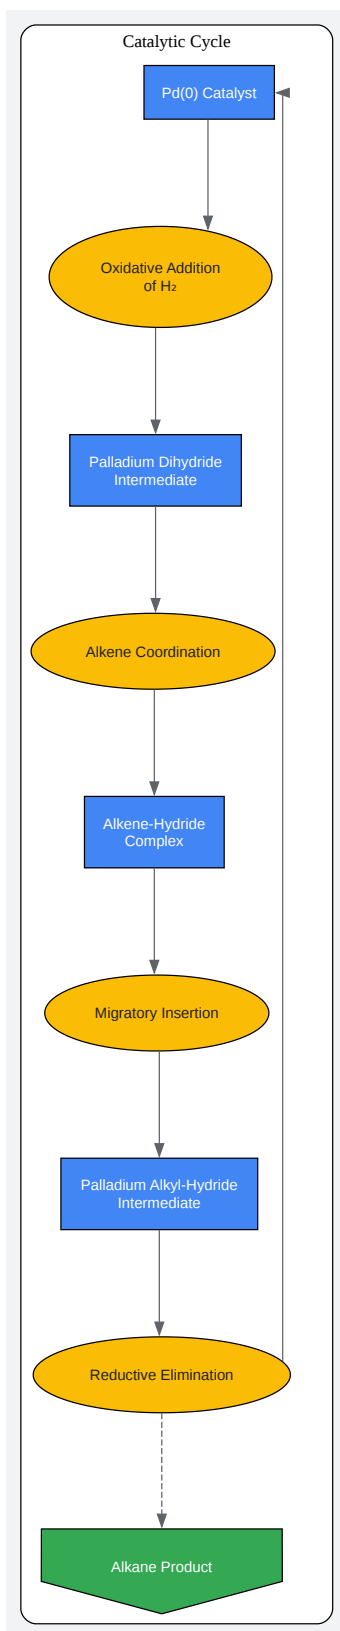 Catalytic Cycle
Pd(0) Catalyst
Oxidative Addition
of H₂
Palladium Dihydride
Intermediate
Alkene Coordination
Alkene-Hydride
Complex
Migratory Insertion
Palladium Alkyl-Hydride
Intermediate
Reductive Elimination
Alkane Product